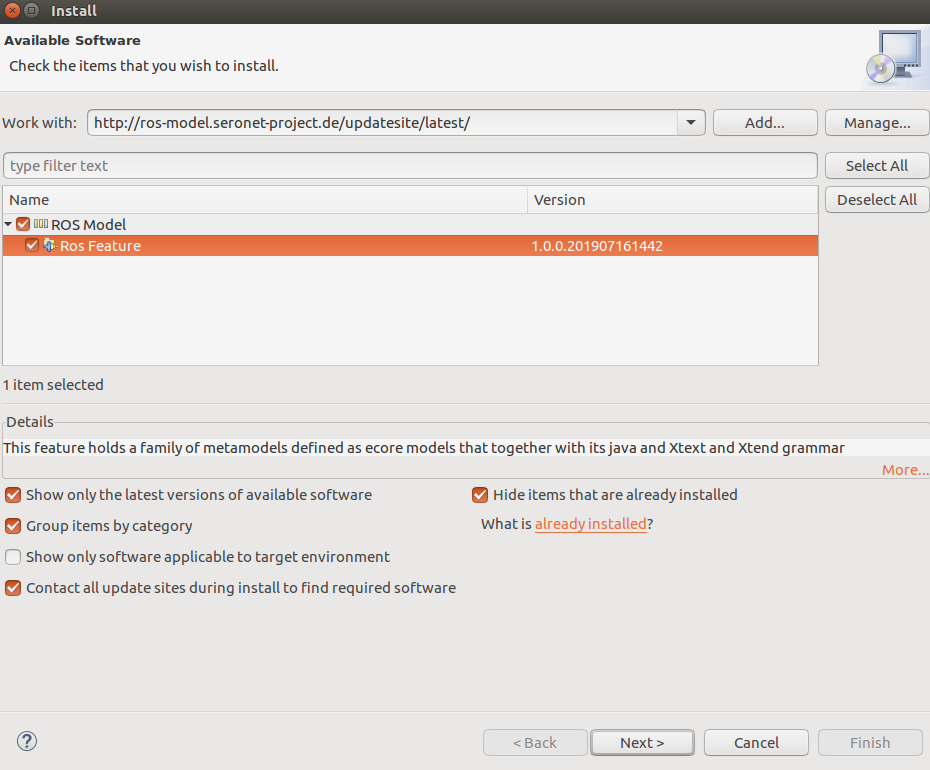 Install
Available Software
Check the items that you wish to install.
Work with: http://ros-model.seronet-project.de/updatesite/latest/ Add... Manage...
type filter text Select All
Name Version Deselect All
ROS Model
Ros Feature 1.0.0.201907161442
1 item selected
Details
This feature holds a family of metamodels defined as ecore models that together with its java and Xtext and Xtend grammar
More...
Show only the latest versions of available software Hide items that are already installed
Group items by category What is already installed?
Show only software applicable to target environment
Contact all update sites during install to find required software
? < Back Next > Cancel Finish